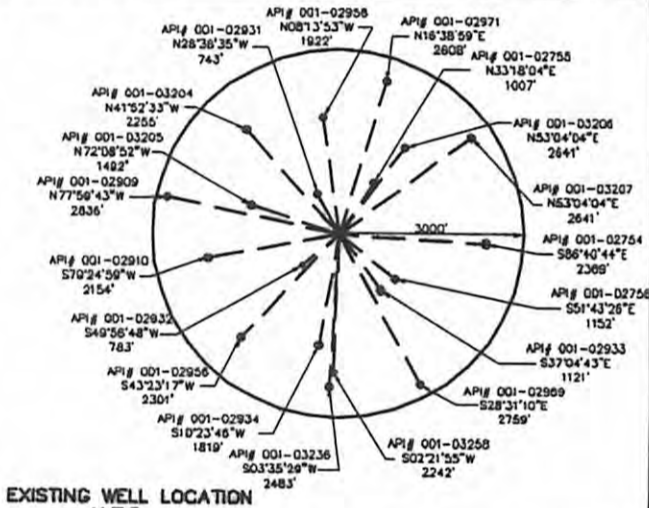 API# 001-02958
N08°13'53"W
1922'
API# 001-02971
N16°38'59"E
2608'
API# 001-02931
N28°36'35"W
743'
API# 001-02755
N33°18'04"E
1007'
API# 001-03204
N41°52'33"W
2255'
API# 001-03206
N53°04'04"E
2641'
API# 001-03205
N72°08'52"W
1492'
API# 001-03207
N53°04'04"E
2641'
API# 001-02909
N77°59'43"W
2836'
3000'
API# 001-02754
S86°40'44"E
2369'
API# 001-02910
S79°24'59"W
2154'
API# 001-02756
S51°43'26"E
1152'
API# 001-02932
S49°56'48"W
783'
API# 001-02933
S37°04'43"E
1121'
API# 001-02956
S43°23'17"W
2301'
API# 001-02969
S28°31'10"E
2759'
API# 001-02934
S10°23'46"W
1819'
API# 001-03236
S03°35'29"W
2483'
API# 001-03258
S02°21'55"W
2242'
EXISTING WELL LOCATION